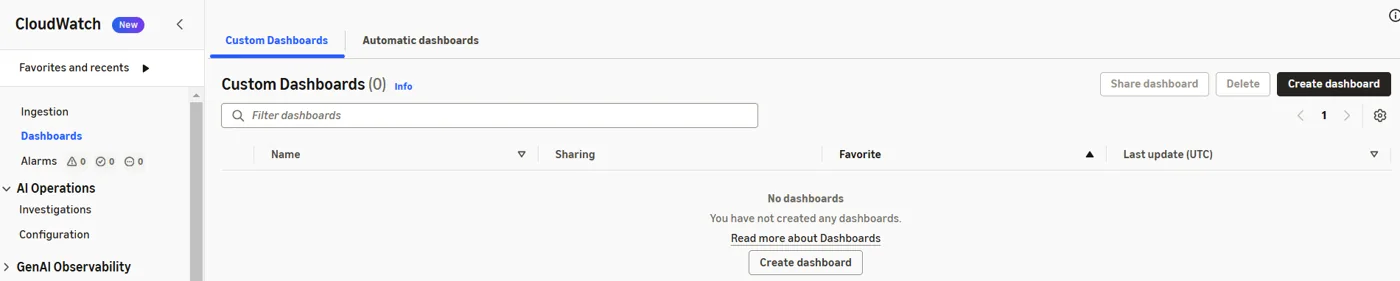 CloudWatch New
Favorites and recents
Ingestion
Dashboards
Alarms 0 0 0
AI Operations
Investigations
Configuration
GenAI Observability
Custom Dashboards Automatic dashboards
Custom Dashboards (0) Info
Share dashboard Delete Create dashboard
Filter dashboards
1
Name Sharing Favorite Last update (UTC)
No dashboards
You have not created any dashboards.
Read more about Dashboards
Create dashboard